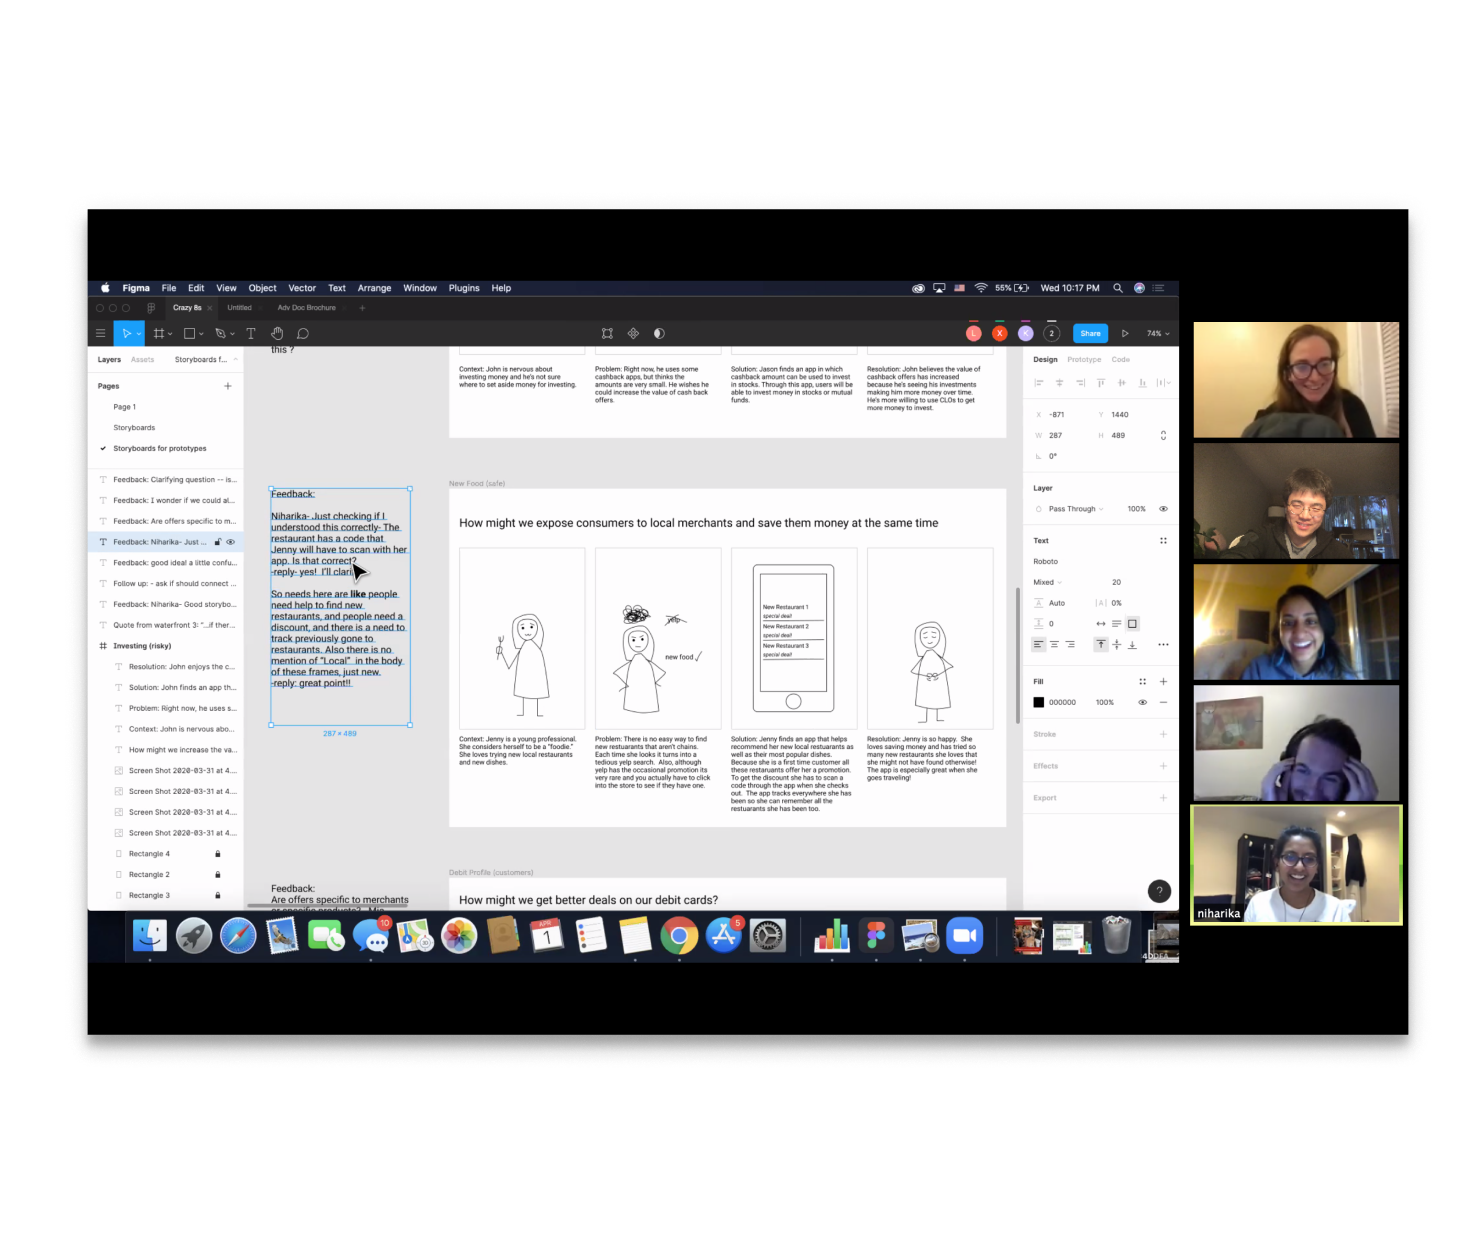 Figma File Edit View Object Vector Text Arrange Window Plugins Help
55% Wed 10:17 PM
Crazy 8s Untitled Adv Doc Brochure
L X K 2 Share 74%
Layers Assets Storyboards f...
Pages
Page 1
Storyboards
Storyboards for prototypes
Feedback: Clarifying question -- is...
Feedback: I wonder if we could al...
Feedback: Are offers specific to m...
Feedback: Niharika- Just ...
Feedback: good ideal a little confu...
Follow up: - ask if should connect ...
Feedback: Niharika- Good storybo...
Quote from waterfront 3: "...if ther...
Investing (risky)
Resolution: John enjoys the c...
Solution: John finds an app th...
Problem: Right now, he uses s...
Context: John is nervous abo...
How might we increase the va...
Screen Shot 2020-03-31 at 4....
Screen Shot 2020-03-31 at 4....
Screen Shot 2020-03-31 at 4....
Screen Shot 2020-03-31 at 4....
Rectangle 4
Rectangle 2
Rectangle 3
this ?
Context: John is nervous about
investing money and he's not sure
where to set aside money for investing.
Problem: Right now, he uses some
cashback apps, but thinks the
amounts are very small. He wishes he
could increase the value of cash back
offers.
Solution: Jason finds an app in which
cashback amount can be used to invest
in stocks. Through this app, users will be
able to invest money in stocks or mutual
funds.
Resolution: John believes the value of
cashback offers has increased
because he's seeing his investments
making him more money over time.
He's more willing to use CLOs to get
more money to invest.
Feedback:
Niharika- Just checking if I
understood this correctly- The
restaurant has a code that
Jenny will have to scan with her
app. Is that correct?
-reply- yes! I'll clari
So needs here are like people
need help to find new
restaurants, and people need a
discount, and there is a need to
track previously gone to
restaurants. Also there is no
mention of "Local" in the body
of these frames, just new.
-reply: great point!!
287 × 489
New Food (safe)
How might we expose consumers to local merchants and save them money at the same time
yelp
new food ✓
New Restaurant 1
special deal!
New Restaurant 2
special deal!
New Restaurant 3
special deal!
Context: Jenny is a young professional.
She considers herself to be a "foodie."
She loves trying new local restaurants
and new dishes.
Problem: There is no easy way to find
new restuarants that aren't chains.
Each time she looks it turns into a
tedious yelp search. Also, although
yelp has the occasional promotion its
very rare and you actually have to click
into the store to see if they have one.
Solution: Jenny finds an app that helps
recommend her new local restuarants as
well as their most popular dishes.
Because she is a first time customer all
these restaruants offer her a promotion.
To get the discount she has to scan a
code through the app when she checks
out. The app tracks everywhere she has
been so she can remember all the
restuarants she has been too.
Resolution: Jenny is so happy. She
loves saving money and has tried so
many new restaurants she loves that
she might not have found otherwise!
The app is especially great when she
goes traveling!
Debit Profile (customers)
How might we get better deals on our debit cards?
Feedback:
Are offers specific to merchants
Design Prototype Code
X -871 Y 1440
W 287 H 489
0°
Layer
Pass Through 100%
Text
Roboto
Mixed 20
Auto 0%
0
Fill
000000 100%
Stroke
Effects
Export
?
10
APR
1
5
niharika